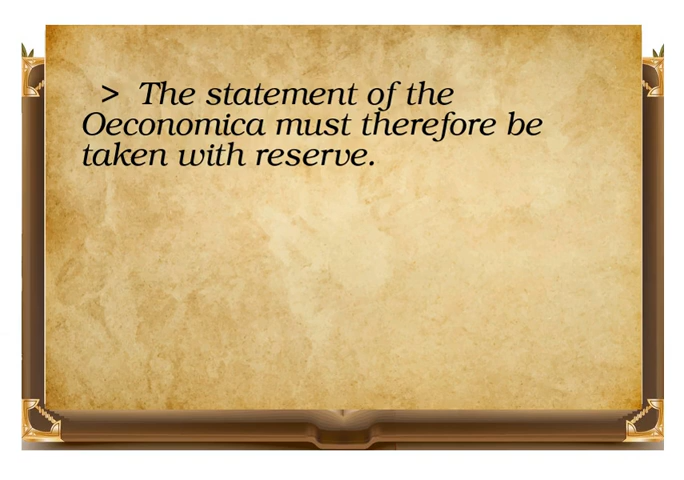 > The statement of the
Oeconomica must therefore be
taken with reserve.